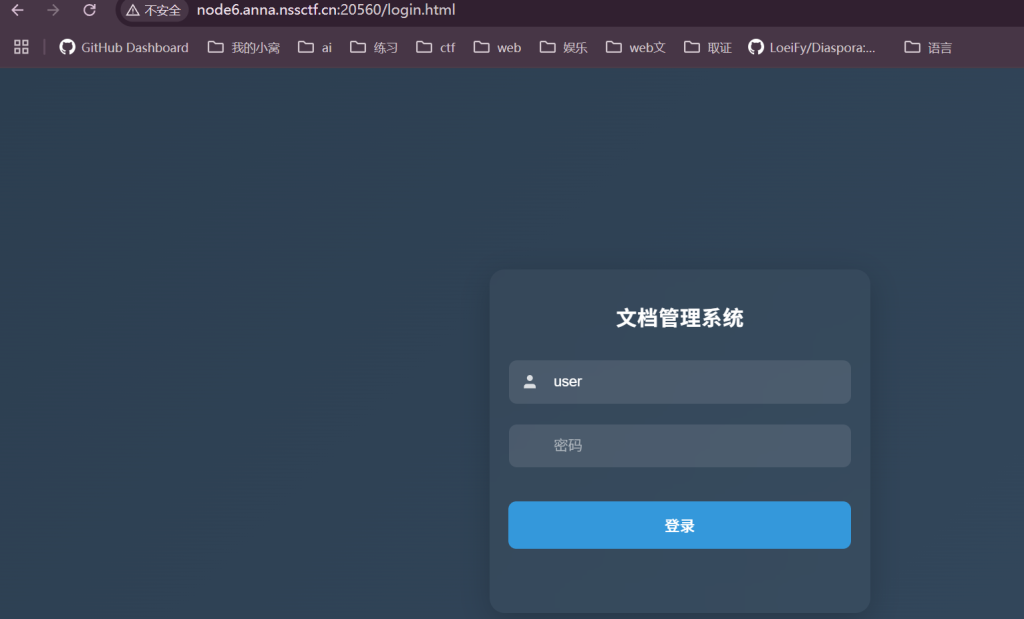 不安全 node6.anna.nssctf.cn:20560/login.html
GitHub Dashboard 我的小窝 ai 练习 ctf web 娱乐 web文 取证 LoeiFy/Diaspora:... 语言
文档管理系统
user
密码
登录